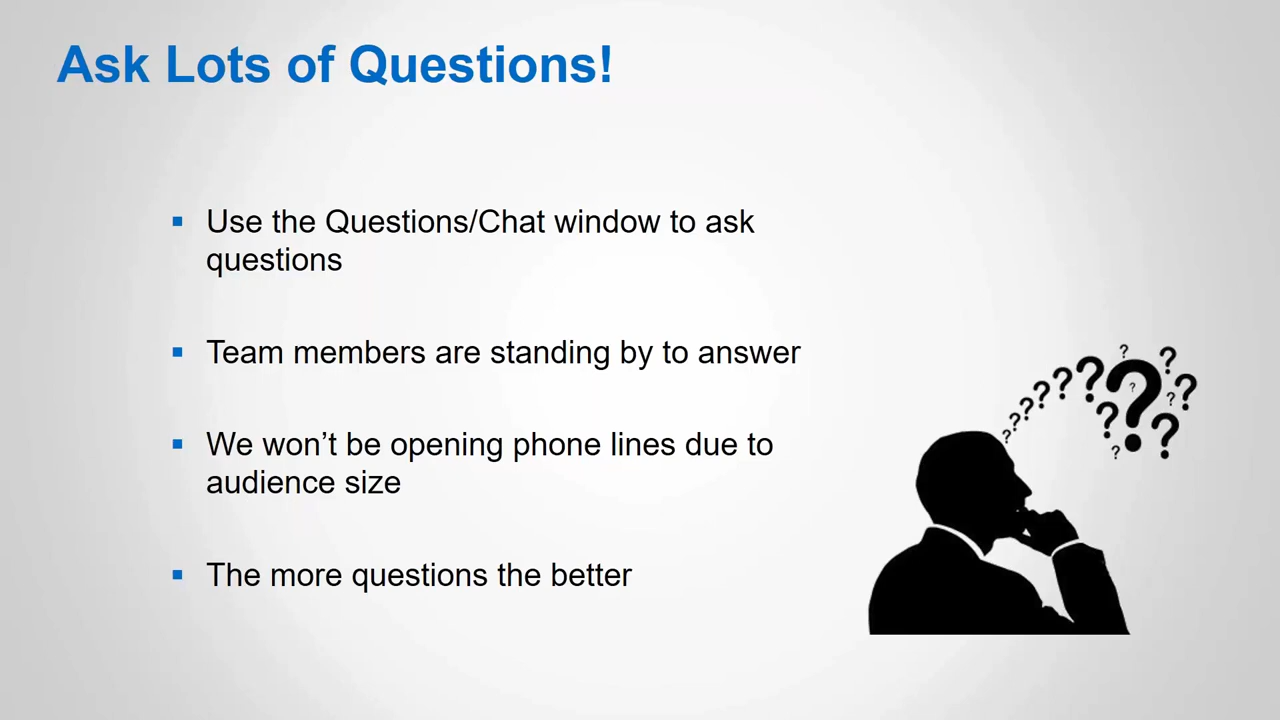 Ask Lots of Questions!
▪ Use the Questions/Chat window to ask
questions
▪ Team members are standing by to answer
▪ We won’t be opening phone lines due to
audience size
▪ The more questions the better